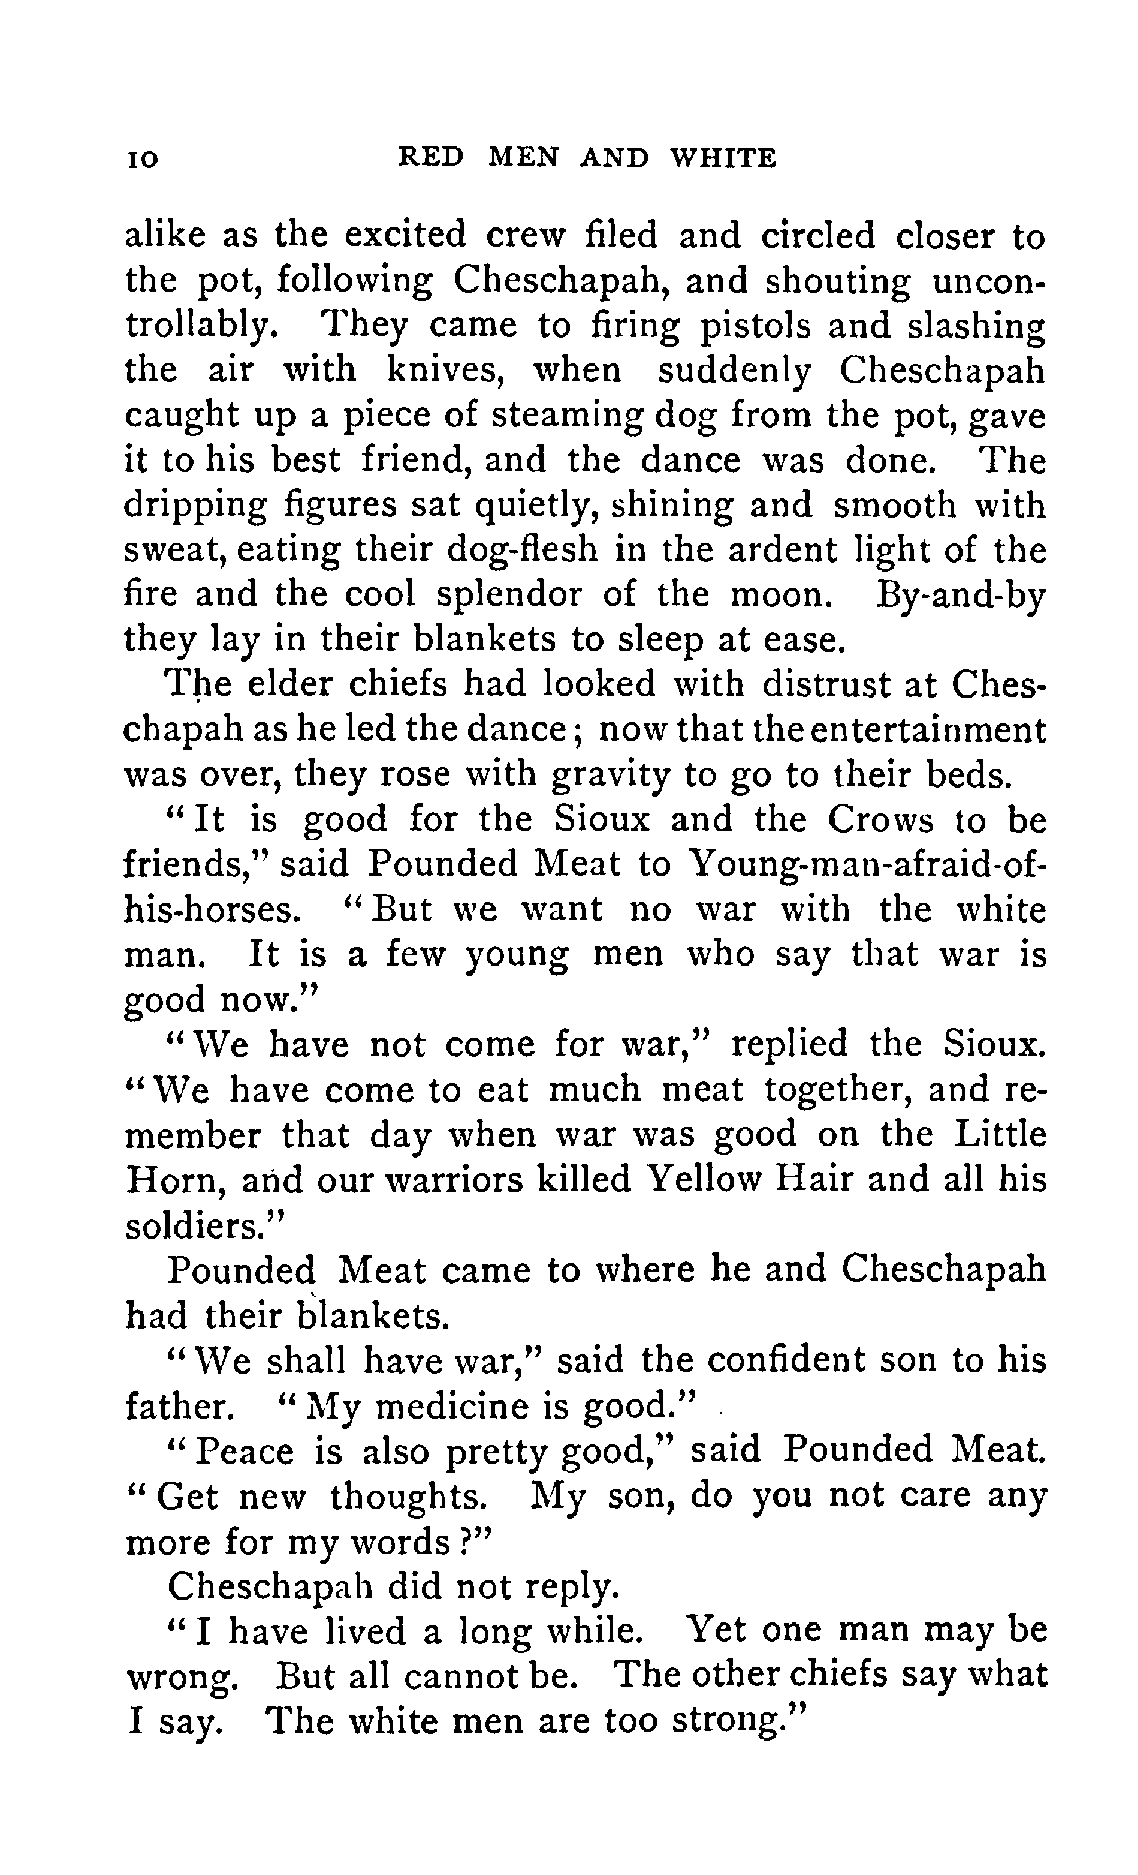 10 RED MEN AND WHITE
alike as the excited crew filed and circled closer to
the pot, following Cheschapah, and shouting uncon-
trollably. They came to firing pistols and slashing
the air with knives, when suddenly Cheschapah
caught up a piece of steaming dog from the pot, gave
it to his best friend, and the dance was done. The
dripping figures sat quietly, shining and smooth with
sweat, eating their dog-flesh in the ardent light of the
fire and the cool splendor of the moon. By-and-by
they lay in their blankets to sleep at ease.
The elder chiefs had looked with distrust at Ches-
chapah as he led the dance; now that the entertainment
was over, they rose with gravity to go to their beds.
"It is good for the Sioux and the Crows to be
friends," said Pounded Meat to Young-man-afraid-of-
his-horses. "But we want no war with the white
man. It is a few young men who say that war is
good now."
"We have not come for war," replied the Sioux.
"We have come to eat much meat together, and re-
member that day when war was good on the Little
Horn, and our warriors killed Yellow Hair and all his
soldiers."
Pounded Meat came to where he and Cheschapah
had their blankets.
"We shall have war," said the confident son to his
father. "My medicine is good."
"Peace is also pretty good," said Pounded Meat.
"Get new thoughts. My son, do you not care any
more for my words?"
Cheschapah did not reply.
"I have lived a long while. Yet one man may be
wrong. But all cannot be. The other chiefs say what
I say. The white men are too strong."